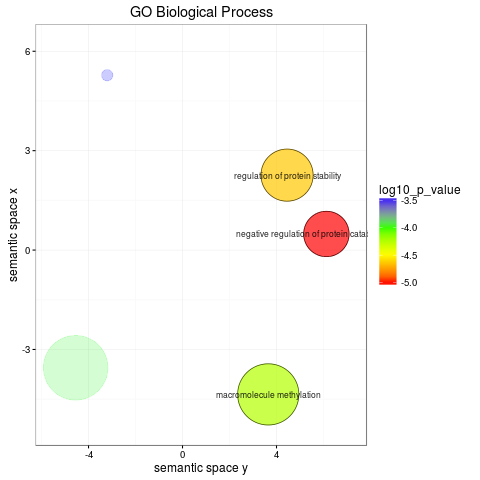 GO Biological Process
6
3
0
-3
semantic space x
regulation of protein stability
negative regulation of protein cata
macromolecule methylation
-4
0
4
semantic space y
log10_p_value
-3.5
-4.0
-4.5
-5.0